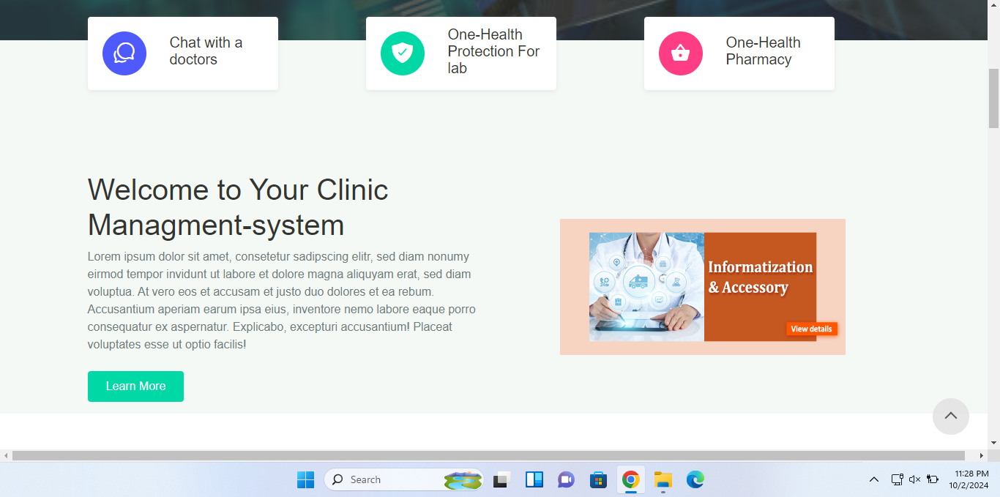 Chat with a
doctors
One-Health
Protection For
lab
One-Health
Pharmacy
Welcome to Your Clinic
Managment-system
Lorem ipsum dolor sit amet, consetetur sadipscing elitr, sed diam nonumy
eirmod tempor invidunt ut labore et dolore magna aliquyam erat, sed diam
voluptua. At vero eos et accusam et justo duo dolores et ea rebum.
Accusantium aperiam earum ipsa eius, inventore nemo labore eaque porro
consequatur ex aspernatur. Explicabo, excepturi accusantium! Placeat
voluptates esse ut optio facilis!
Learn More
Informatization
& Accessory
View details
Search
11:28 PM
10/2/2024